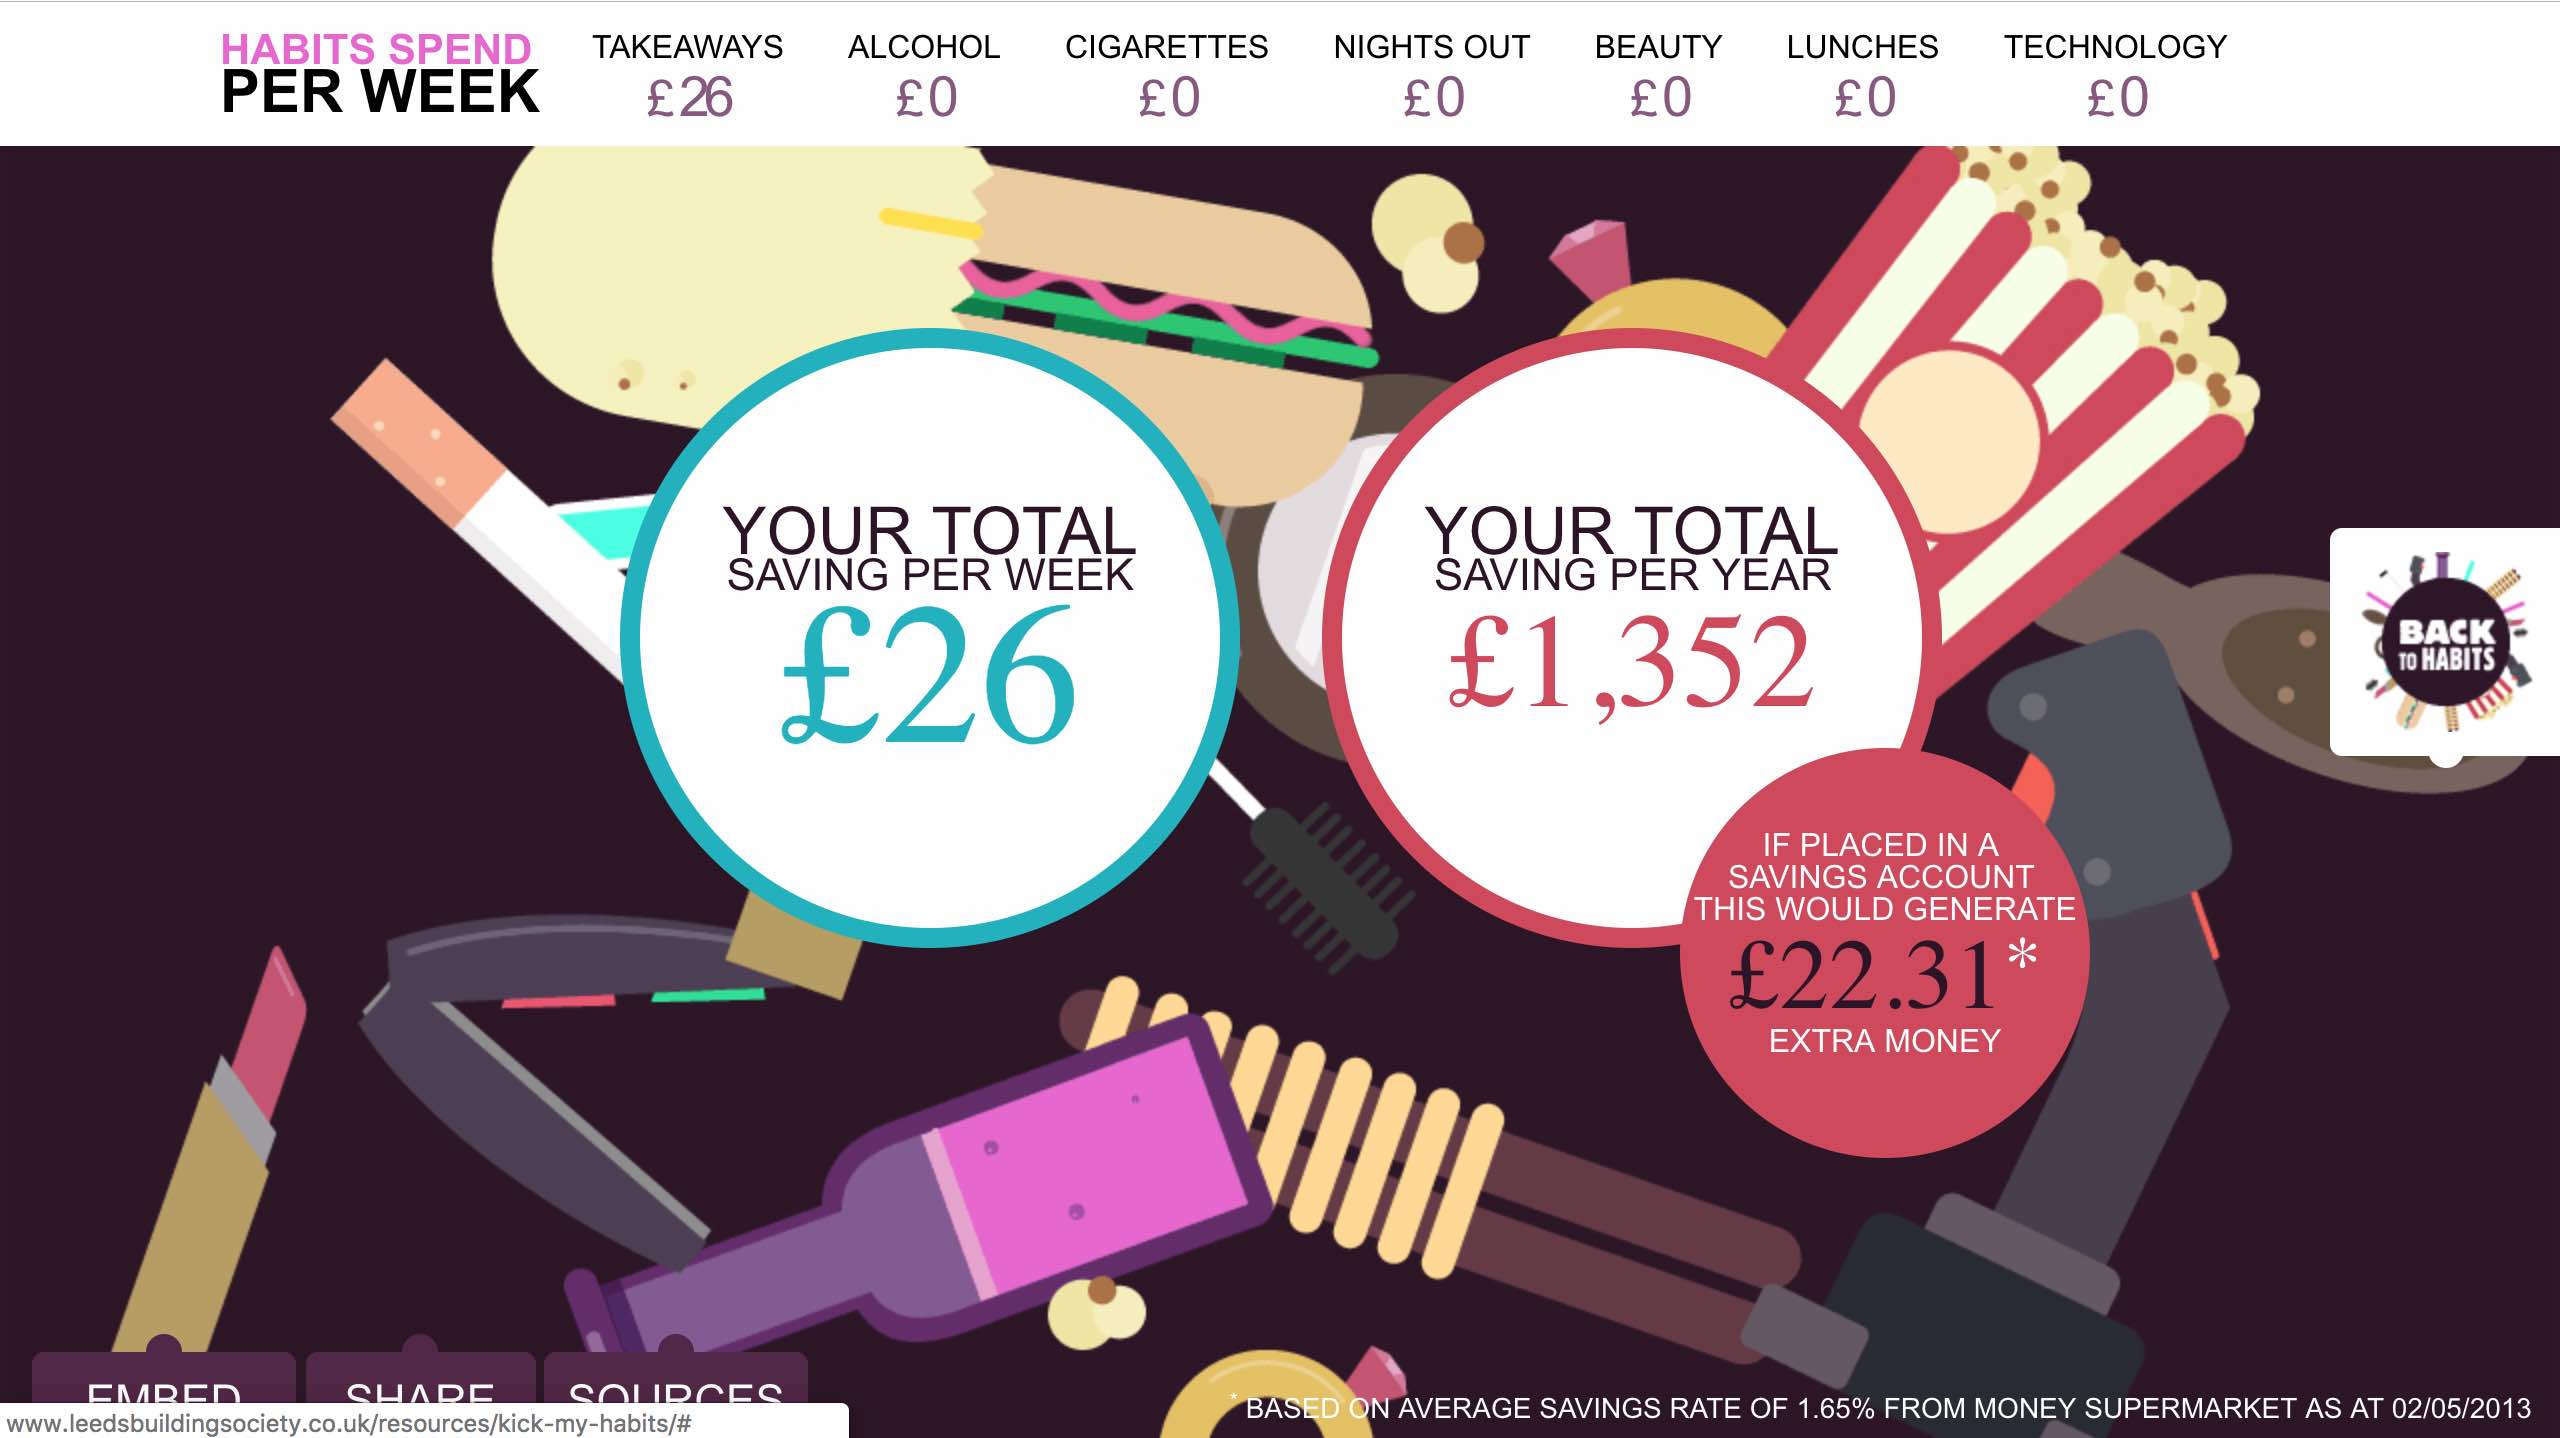 HABITS SPEND
PER WEEK
TAKEAWAYS
£26
ALCOHOL
£0
CIGARETTES
£0
NIGHTS OUT
£0
BEAUTY
£0
LUNCHES
£0
TECHNOLOGY
£0
YOUR TOTAL
SAVING PER WEEK
£26
YOUR TOTAL
SAVING PER YEAR
£1,352
IF PLACED IN A
SAVINGS ACCOUNT
THIS WOULD GENERATE
£22.31*
EXTRA MONEY
BACK
TO HABITS
EMBED
SHARE
SOURCES
* BASED ON AVERAGE SAVINGS RATE OF 1.65% FROM MONEY SUPERMARKET AS AT 02/05/2013
www.leedsbuildingsociety.co.uk/resources/kick-my-habits/#